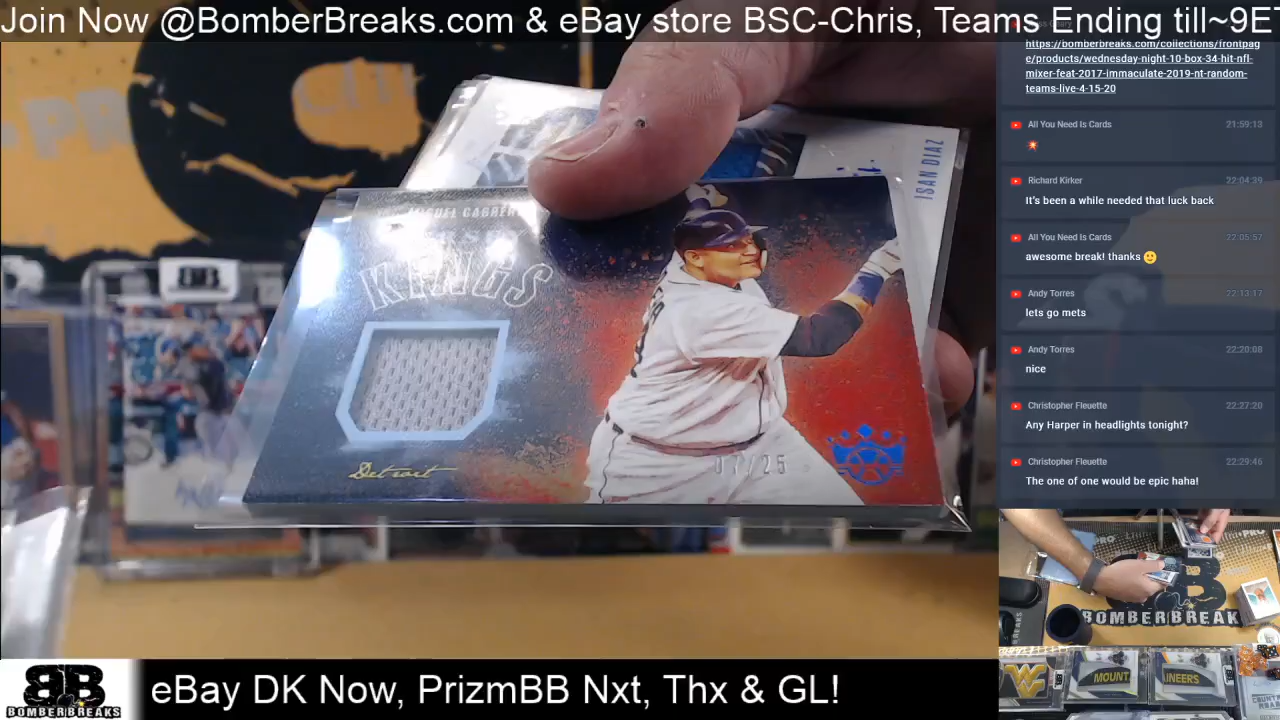 Join Now @BomberBreaks.com & eBay store BSC-Chris, Teams Ending till~9ET
https://bomberbreaks.com/collections/frontpag
e/products/wednesday-night-10-box-34-hit-nfl-
mixer-feat-2017-immaculate-2019-nt-random-
teams-live-4-15-20
All You Need Is Cards 21:59:13
Richard Kirker 22:04:39
It's been a while needed that luck back
All You Need Is Cards 22:05:57
awesome break! thanks 🙂
Andy Torres 22:13:17
lets go mets
Andy Torres 22:20:08
nice
Christopher Fleuette 22:27:20
Any Harper in headlights tonight?
Christopher Fleuette 22:29:46
The one of one would be epic haha!
ISAN DIAZ
MIGUEL CABRER
KINGS
Detroit
07/25
BB
BOMBERBREAK
MOUNT
INEERS
BB
BOMBERBREAKS
eBay DK Now, PrizmBB Nxt, Thx & GL!